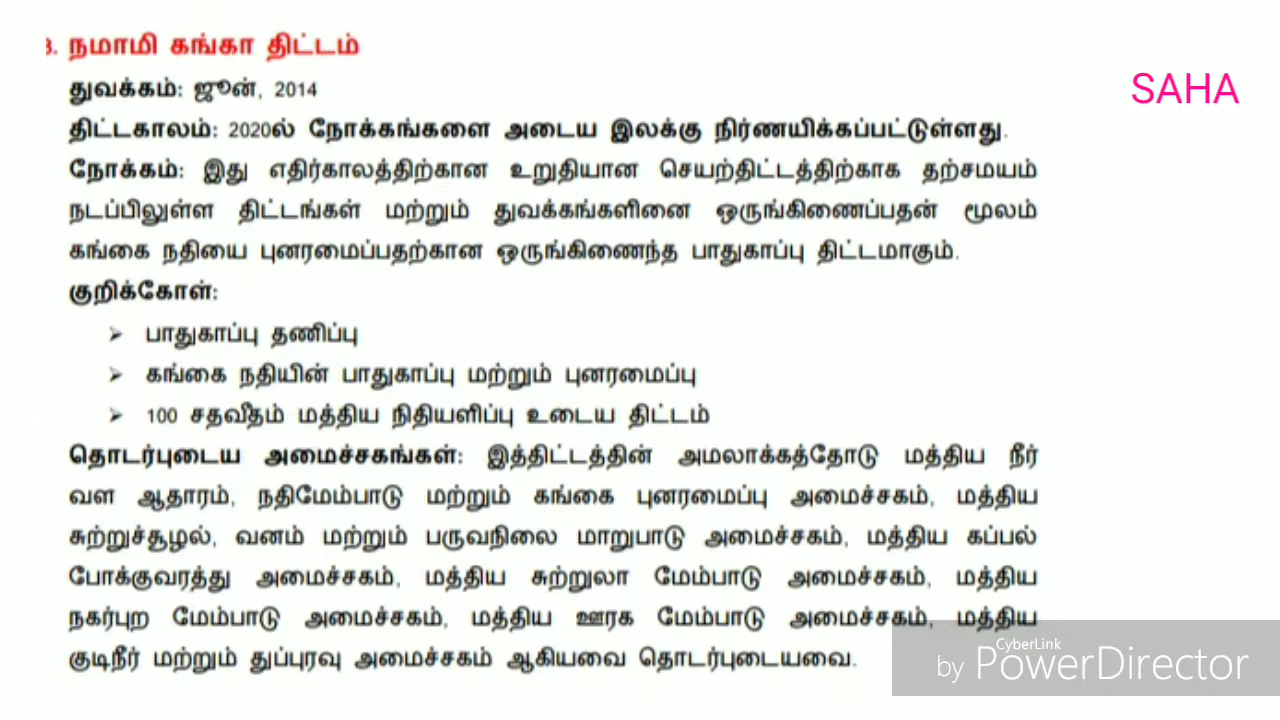 3. நமாமி கங்கா திட்டம்
SAHA
துவக்கம்: ஜூன், 2014
திட்டகாலம்: 2020ல் நோக்கங்களை அடைய இலக்கு நிர்ணயிக்கப்பட்டுள்ளது.
நோக்கம்: இது எதிர்காலத்திற்கான உறுதியான செயற்திட்டத்திற்காக தற்சமயம்
நடப்பிலுள்ள திட்டங்கள் மற்றும் துவக்கங்களினை ஒருங்கிணைப்பதன் மூலம்
கங்கை நதியை புனரமைப்பதற்கான ஒருங்கிணைந்த பாதுகாப்பு திட்டமாகும்.
குறிக்கோள்:
➢ பாதுகாப்பு தணிப்பு
➢ கங்கை நதியின் பாதுகாப்பு மற்றும் புனரமைப்பு
➢ 100 சதவீதம் மத்திய நிதியளிப்பு உடைய திட்டம்
தொடர்புடைய அமைச்சகங்கள்: இத்திட்டத்தின் அமலாக்கத்தோடு மத்திய நீர்
வள ஆதாரம், நதிமேம்பாடு மற்றும் கங்கை புனரமைப்பு அமைச்சகம், மத்திய
சுற்றுச்சூழல், வனம் மற்றும் பருவநிலை மாறுபாடு அமைச்சகம், மத்திய கப்பல்
போக்குவரத்து அமைச்சகம், மத்திய சுற்றுலா மேம்பாடு அமைச்சகம், மத்திய
நகர்புற மேம்பாடு அமைச்சகம், மத்திய ஊரக மேம்பாடு அமைச்சகம், மத்திய
குடிநீர் மற்றும் துப்புரவு அமைச்சகம் ஆகியவை தொடர்புடையவை.
CyberLink
by PowerDirector